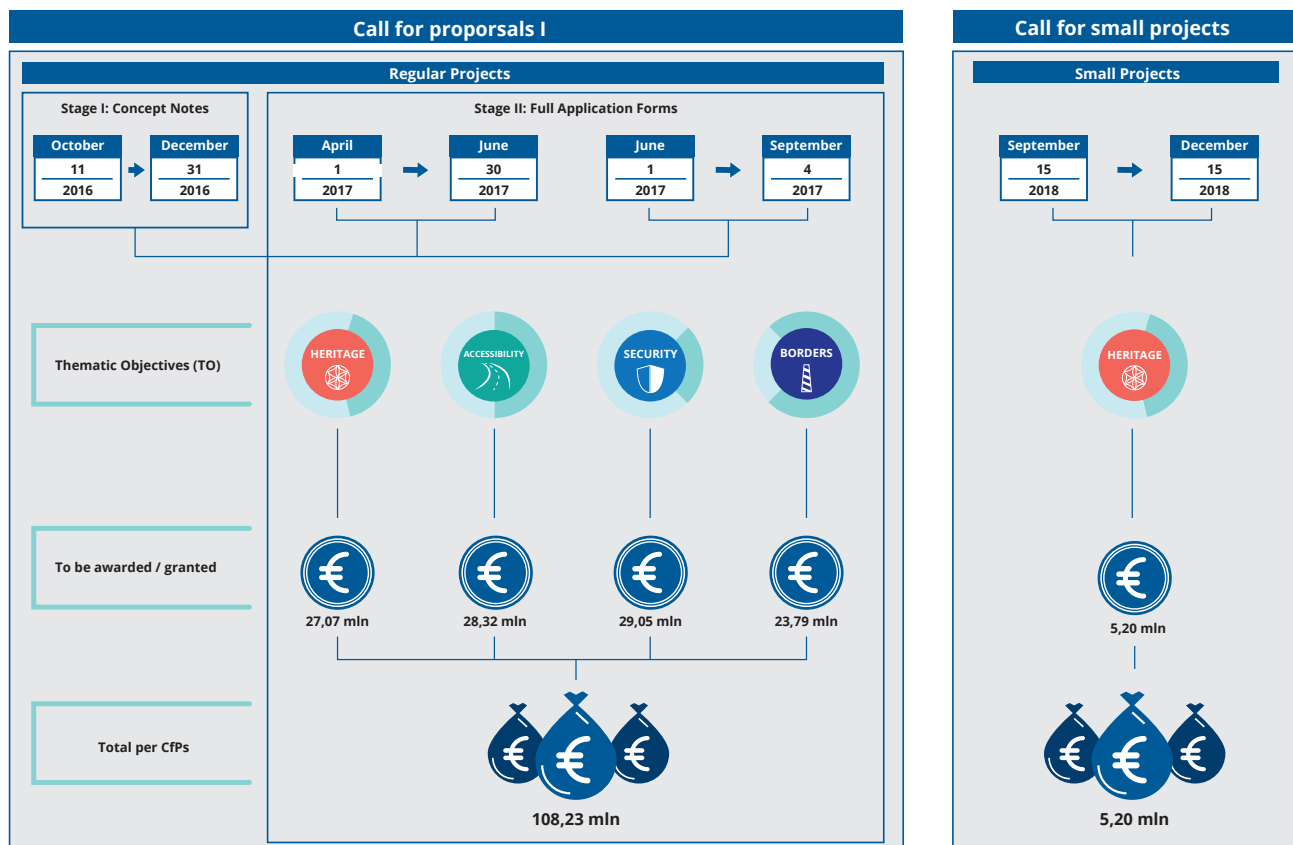 Call for proporsals I
Regular Projects
Stage I: Concept Notes
October
11
2016
December
31
2016
Stage II: Full Application Forms
April
1
2017
June
30
2017
June
1
2017
September
4
2017
Thematic Objectives (TO)
HERITAGE
ACCESSIBILITY
SECURITY
BORDERS
To be awarded / granted
€
€
€
€
27,07 mln
28,32 mln
29,05 mln
23,79 mln
Total per CfPs
€ € €
108,23 mln
Call for small projects
Small Projects
September
15
2018
December
15
2018
HERITAGE
€
5,20 mln
€ € €
5,20 mln